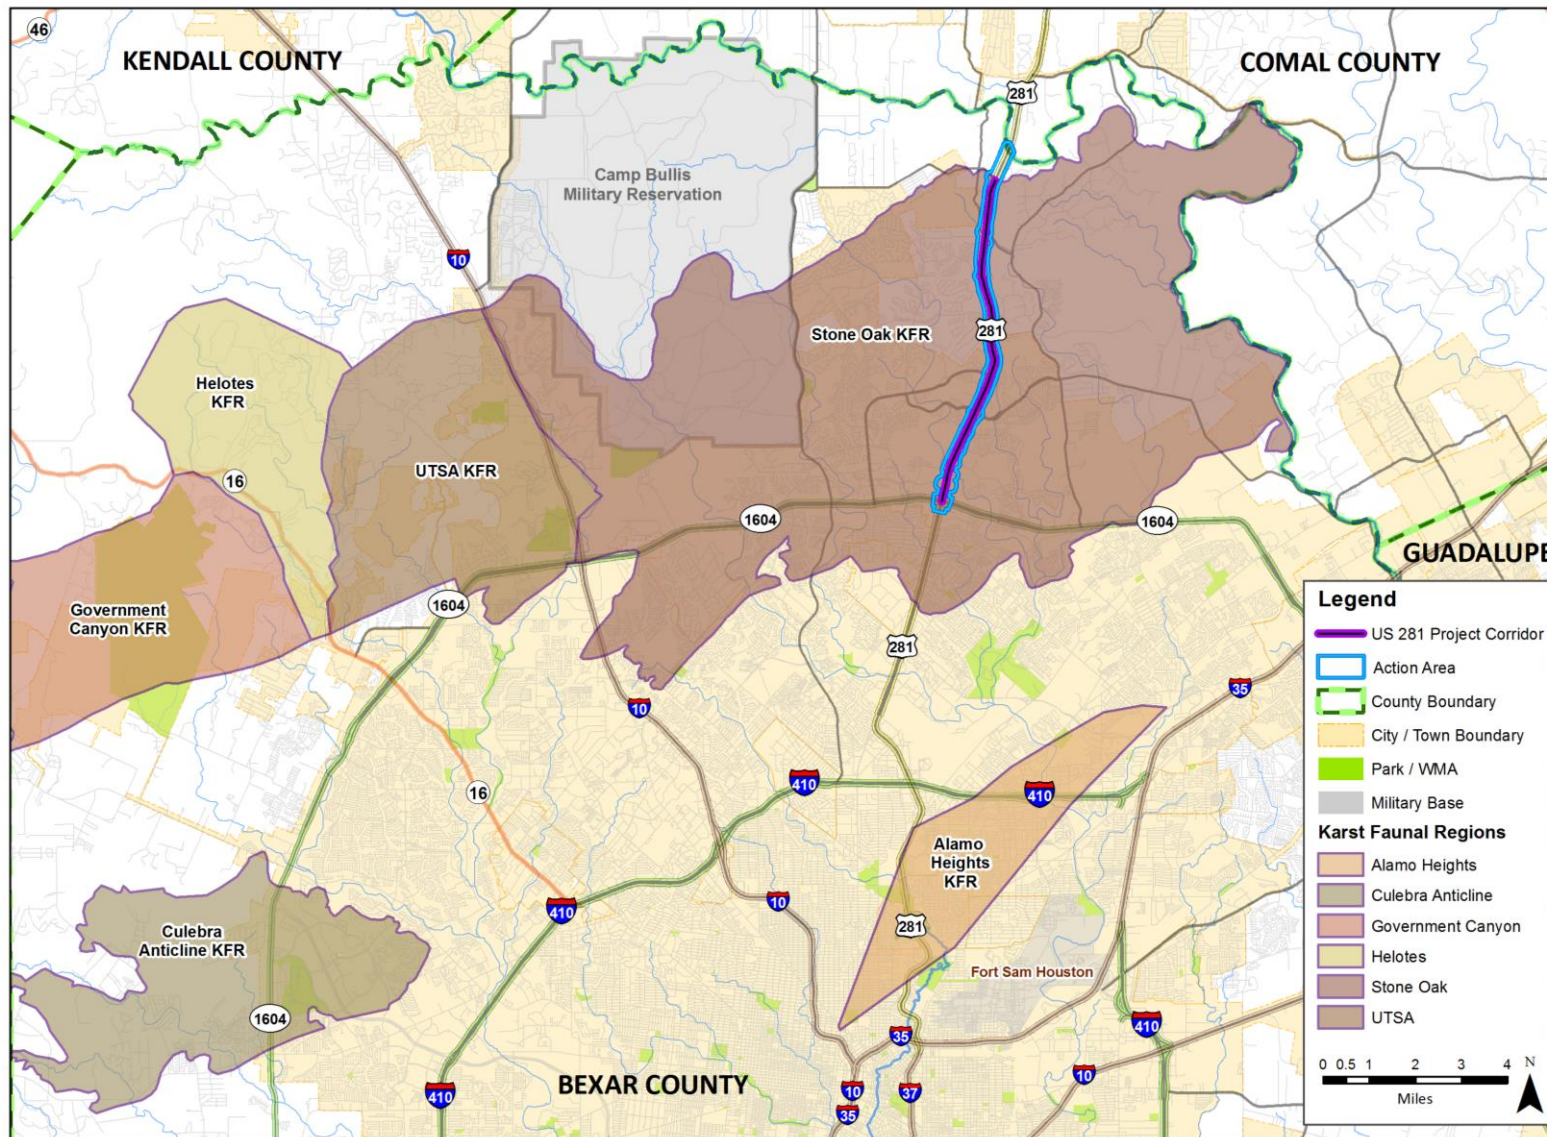 46
KENDALL COUNTY
COMAL COUNTY
281
Camp Bullis
Military Reservation
10
281
Stone Oak KFR
Helotes
KFR
UTSA KFR
16
1604
1604
GUADALUPE
Government
Canyon KFR
1604
281
10
35
16
410
410
Alamo
Heights
KFR
10
410
281
Culebra
Anticline KFR
Fort Sam Houston
1604
35
410
10
BEXAR COUNTY
410
10
37
35
Legend
US 281 Project Corridor
Action Area
County Boundary
City / Town Boundary
Park / WMA
Military Base
Karst Faunal Regions
Alamo Heights
Culebra Anticline
Government Canyon
Helotes
Stone Oak
UTSA
0 0.5 1 2 3 4
Miles
N